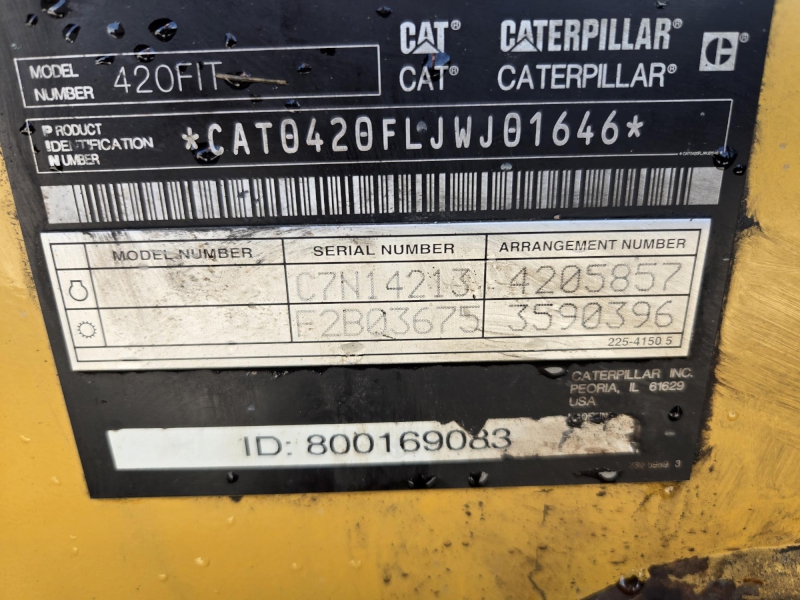 CAT® CATERPILLAR®
CAT® CATERPILLAR®
MODEL NUMBER 420FIT
PRODUCT IDENTIFICATION NUMBER *CAT0420FLJWJ01646*
MODEL NUMBER SERIAL NUMBER ARRANGEMENT NUMBER
C7N14213 4205857
F2B03675 3590396
225-4150 5
CATERPILLAR INC.
PEORIA, IL 61629
USA
ID: 800169083